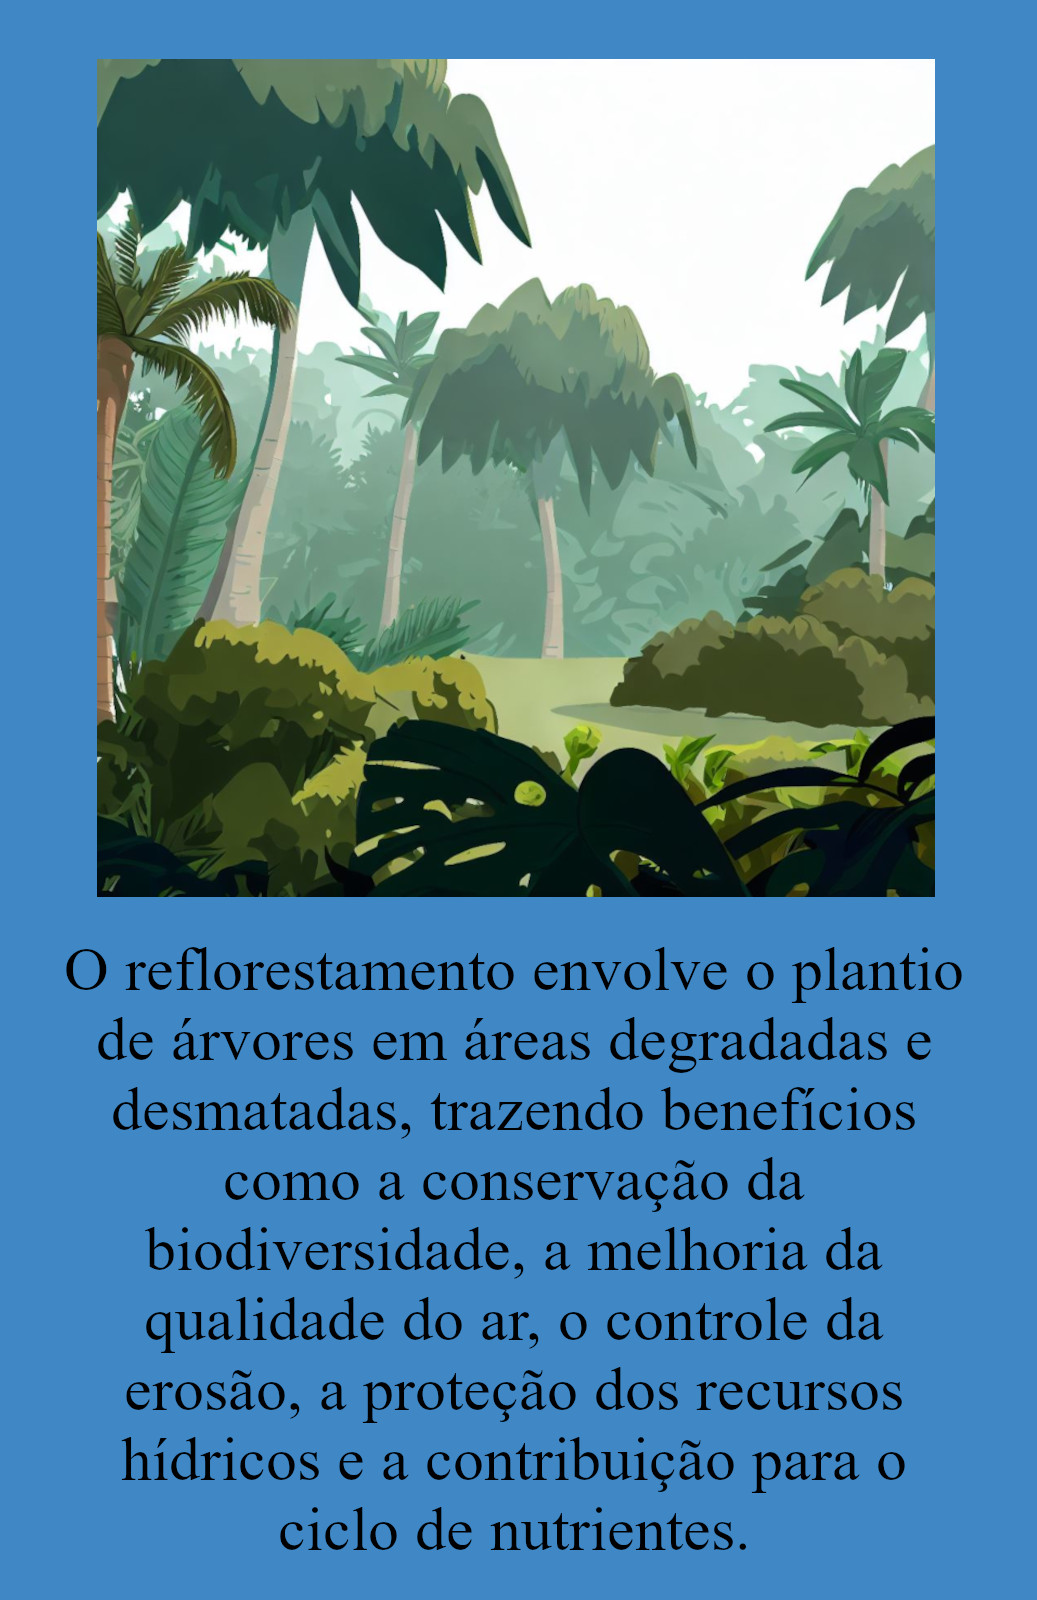 O reflorestamento envolve o plantio
de árvores em áreas degradadas e
desmatadas, trazendo benefícios
como a conservação da
biodiversidade, a melhoria da
qualidade do ar, o controle da
erosão, a proteção dos recursos
hídricos e a contribuição para o
ciclo de nutrientes.